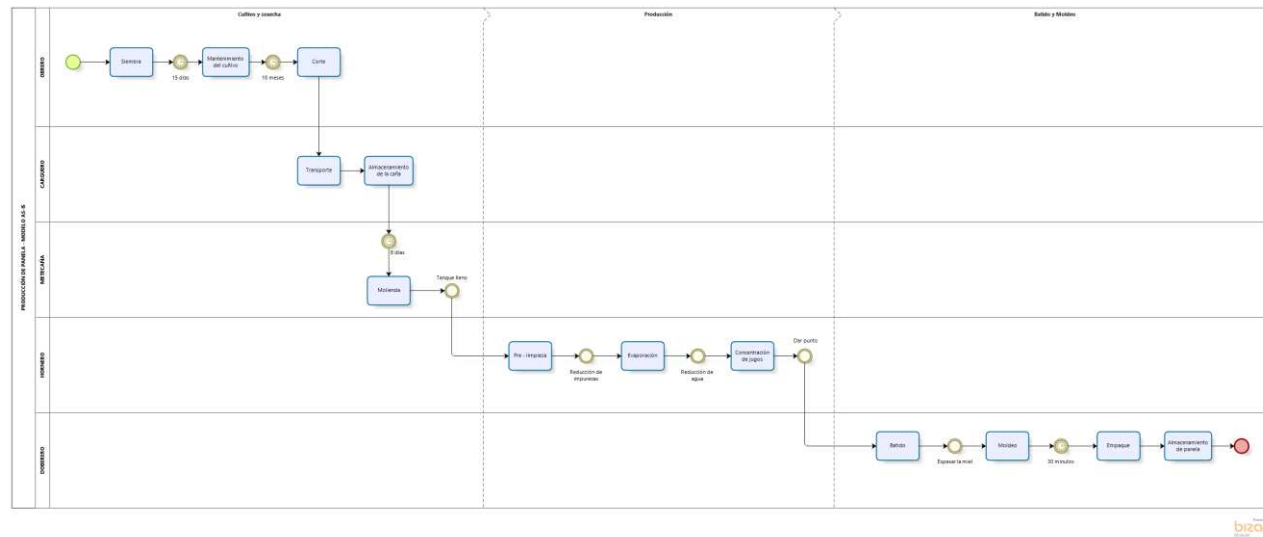 Cultivo y cosecha
Producción
Batido y Moldeo
PRODUCCIÓN DE PANELA - MODELO AS-IS
OBRERO
Siembra
15 días
Mantenimiento
del cultivo
10 meses
Corte
CARGUERO
Transporte
Almacenamiento
de la caña
METECAÑA
8 días
Molienda
Tanque lleno
HORNERO
Pre - limpieza
Reducción de
impurezas
Evaporación
Reducción de
agua
Concentración
de jugos
Dar punto
Batido
Espesar la miel
Moldeo
30 minutos
Empaque
Almacenamiento
de panela